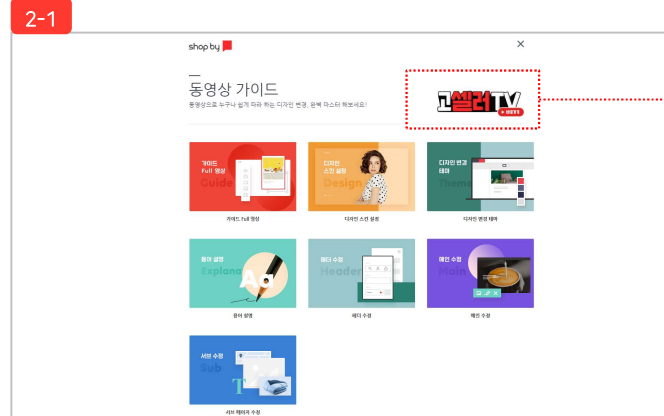 2-1
shop by
동영상 가이드
동영상으로 누구나 쉽게 따라 하는 디자인 변경, 완벽 마스터 해보세요!
고셀러TV
가이드
Full 영상
Guide
가이드 Full 영상
디자인
스킨 설정
Design
디자인 스킨 설정
디자인 변경
테마
Theme
디자인 변경 테마
용어 설명
Explana
Aa
용어 설명
헤더 수정
Header
헤더 수정
메인 수정
Main
메인 수정
서브 수정
Sub
T
서브 페이지 수정